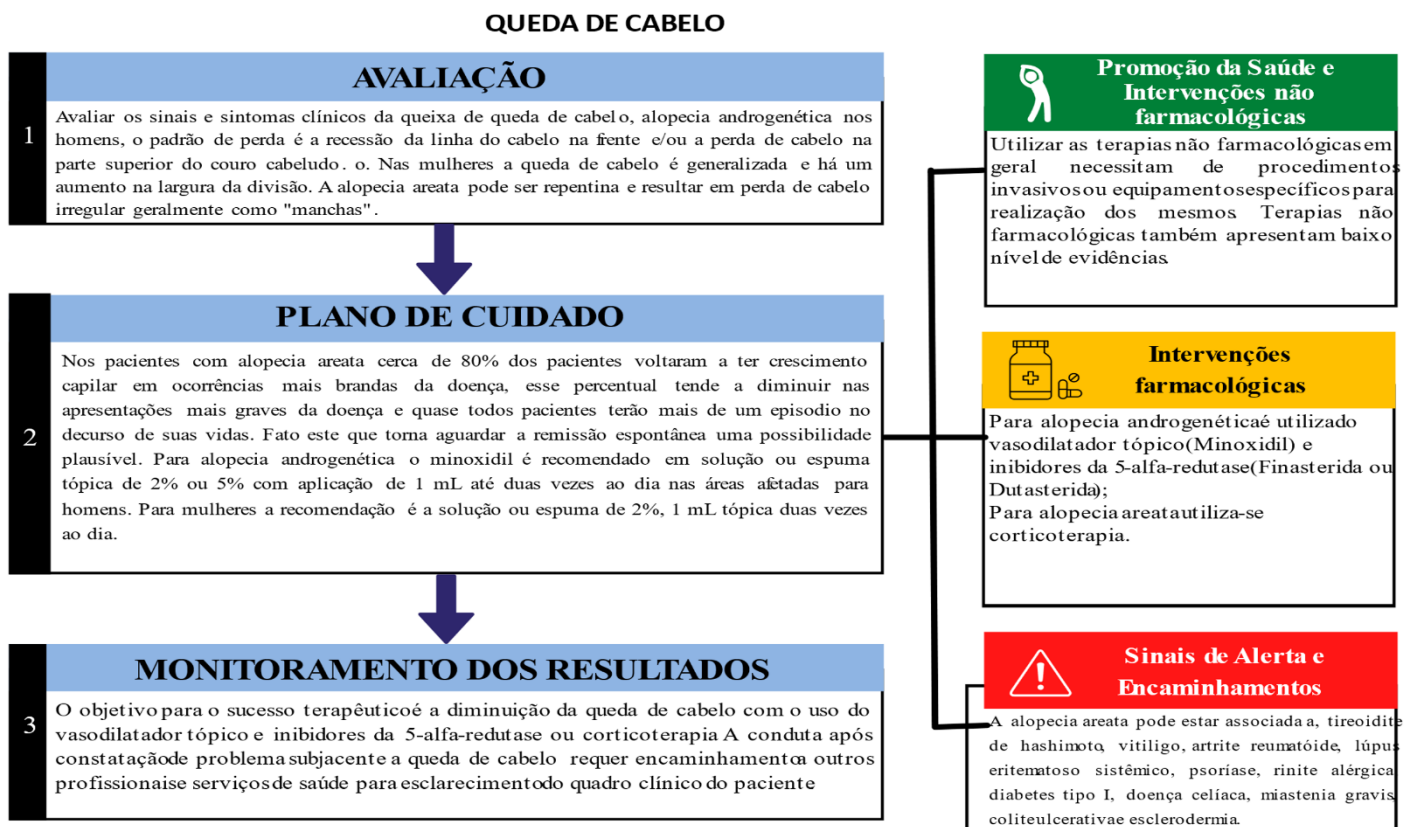 QUEDA DE CABELO
AVALIAÇÃO
1
Avaliar os sinais e sintomas clínicos da queixa de queda de cabelo, alopecia androgenética nos
homens, o padrão de perda é a recessão da linha do cabelo na frente e/ou a perda de cabelo na
parte superior do couro cabeludo. o. Nas mulheres a queda de cabelo é generalizada e há um
aumento na largura da divisão. A alopecia areata pode ser repentina e resultar em perda de cabelo
irregular geralmente como "manchas".
PLANO DE CUIDADO
2
Nos pacientes com alopecia areata cerca de 80% dos pacientes voltaram a ter crescimento
capilar em ocorrências mais brandas da doença, esse percentual tende a diminuir nas
apresentações mais graves da doença e quase todos pacientes terão mais de um episodio no
decurso de suas vidas. Fato este que torna aguardar a remissão espontânea uma possibilidade
plausível. Para alopecia androgenética o minoxidil é recomendado em solução ou espuma
tópica de 2% ou 5% com aplicação de 1 mL até duas vezes ao dia nas áreas afetadas para
homens. Para mulheres a recomendação é a solução ou espuma de 2%, 1 mL tópica duas vezes
ao dia.
MONITORAMENTO DOS RESULTADOS
3
O objetivo para o sucesso terapêuticoé a diminuição da queda de cabelo com o uso do
vasodilatador tópico e inibidores da 5-alfa-redutase ou corticoterapia A conduta após
constataçãode problema subjacente a queda de cabelo requer encaminhamentoa outros
profissionaise serviçosde saúde para esclarecimentodo quadro clínico do paciente
Promoção da Saúde e
Intervenções não
farmacológicas
Utilizar as terapias não farmacológicas em
geral necessitam de procedimentos
invasivos ou equipamentos específicos para
realização dos mesmos. Terapias não
farmacológicas também apresentam baixo
nível de evidências.
Intervenções
farmacológicas
Para alopecia androgenéticaé utilizado
vasodilatador tópico(Minoxidil) e
inibidores da 5-alfa-redutase(Finasterida ou
Dutasterida);
Para alopecia areata utiliza-se
corticoterapia.
Sinais de Alerta e
Encaminhamentos
A alopecia areata pode estar associada a, tireoidite
de hashimoto, vitiligo, artrite reumatóide, lúpus
eritematoso sistêmico, psoríase, rinite alérgica,
diabetes tipo I, doença celíaca, miastenia gravis,
colite ulcerativa e esclerodermia.